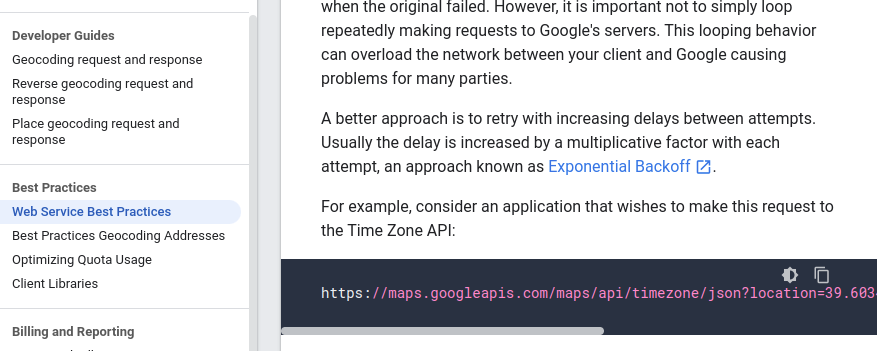 Developer Guides
Geocoding request and response
Reverse geocoding request and
response
Place geocoding request and
response
Best Practices
Web Service Best Practices
Best Practices Geocoding Addresses
Optimizing Quota Usage
Client Libraries
Billing and Reporting
when the original failed. However, it is important not to simply loop
repeatedly making requests to Google's servers. This looping behavior
can overload the network between your client and Google causing
problems for many parties.
A better approach is to retry with increasing delays between attempts.
Usually the delay is increased by a multiplicative factor with each
attempt, an approach known as Exponential Backoff.
For example, consider an application that wishes to make this request to
the Time Zone API:
https://maps.googleapis.com/maps/api/timezone/json?location=39.603